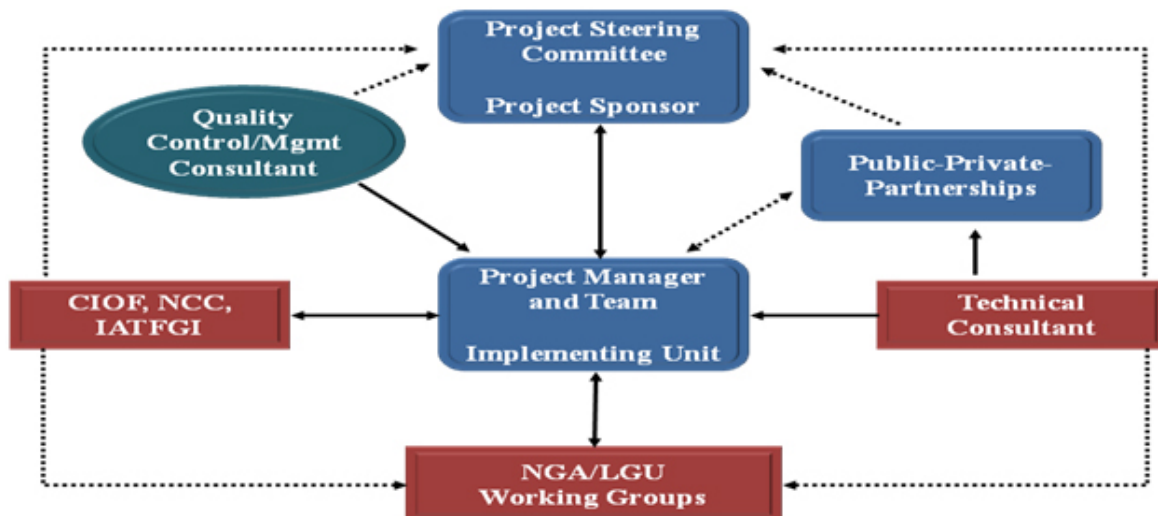 Project Steering
Committee
Project Sponsor
Quality
Control/Mgmt
Consultant
Public-Private-
Partnerships
Project Manager
and Team
Implementing Unit
CIOF, NCC,
IATFGI
Technical
Consultant
NGA/LGU
Working Groups